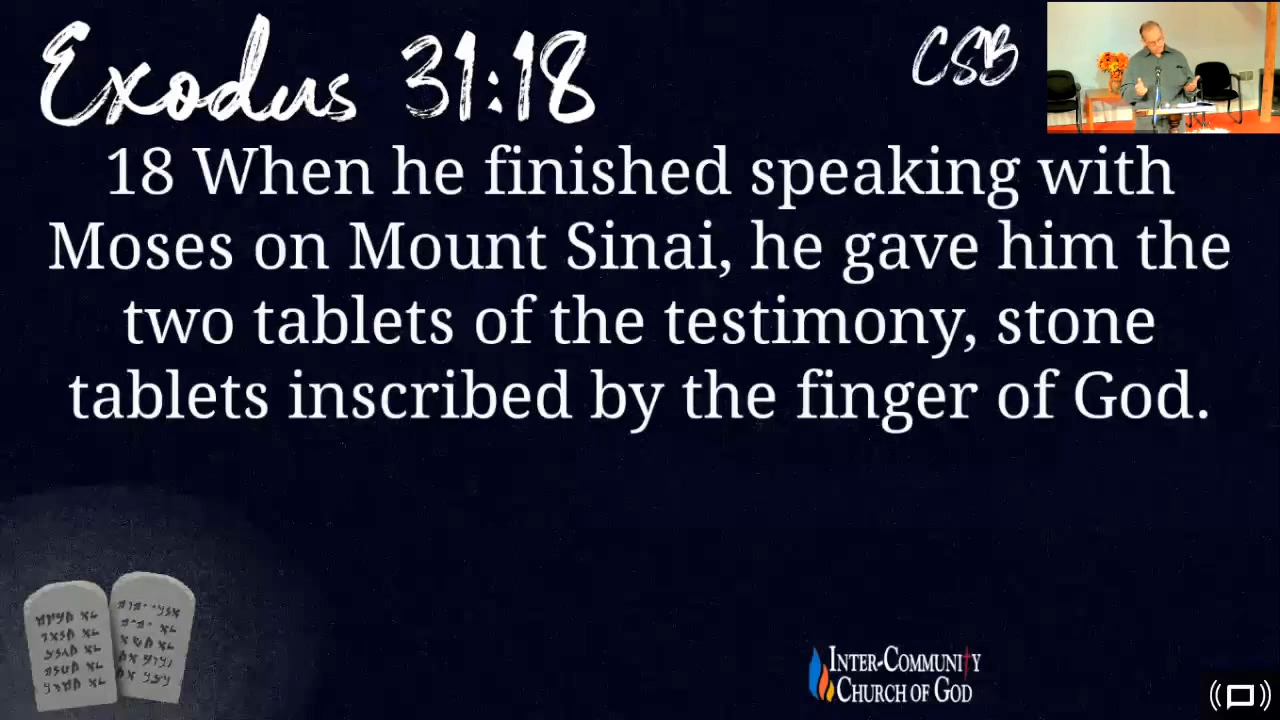 Exodus 31:18
CSB
18 When he finished speaking with
Moses on Mount Sinai, he gave him the
two tablets of the testimony, stone
tablets inscribed by the finger of God.
INTER-COMMUNITY
CHURCH OF GOD